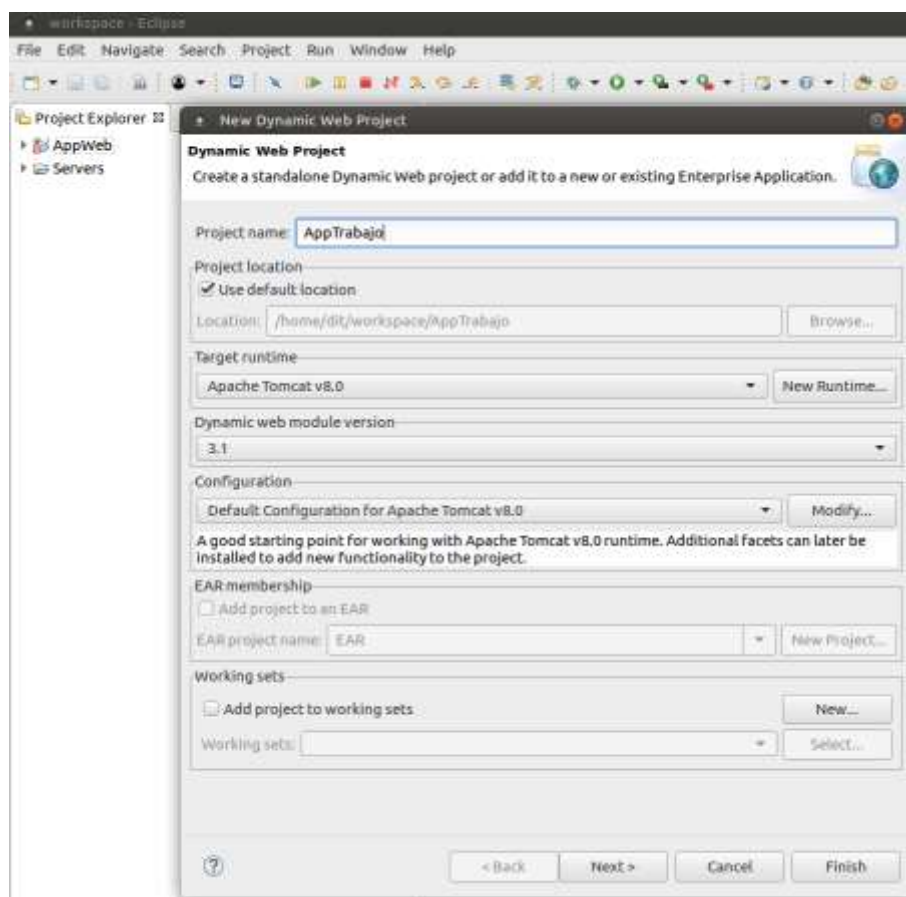 workspace - Eclipse
File Edit Navigate Search Project Run Window Help
Project Explorer
AppWeb
Servers
New Dynamic Web Project
Dynamic Web Project
Create a standalone Dynamic Web project or add it to a new or existing Enterprise Application.
Project name: AppTrabajo
Project location
Use default location
Location: /home/dit/workspace/AppTrabajo Browse...
Target runtime
Apache Tomcat v8.0 New Runtime...
Dynamic web module version
3.1
Configuration
Default Configuration for Apache Tomcat v8.0 Modify...
A good starting point for working with Apache Tomcat v8.0 runtime. Additional facets can later be
installed to add new functionality to the project.
EAR membership
Add project to an EAR
EAR project name: EAR New Project...
Working sets
Add project to working sets New...
Working sets: Select...
? < Back Next > Cancel Finish